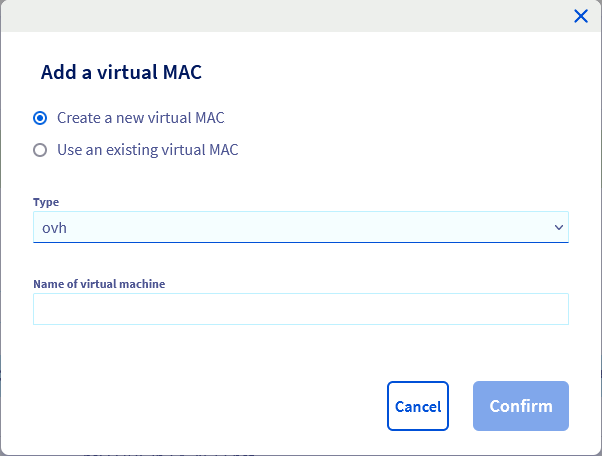 Add a virtual MAC
Create a new virtual MAC
Use an existing virtual MAC
Type
ovh
Name of virtual machine
Cancel
Confirm